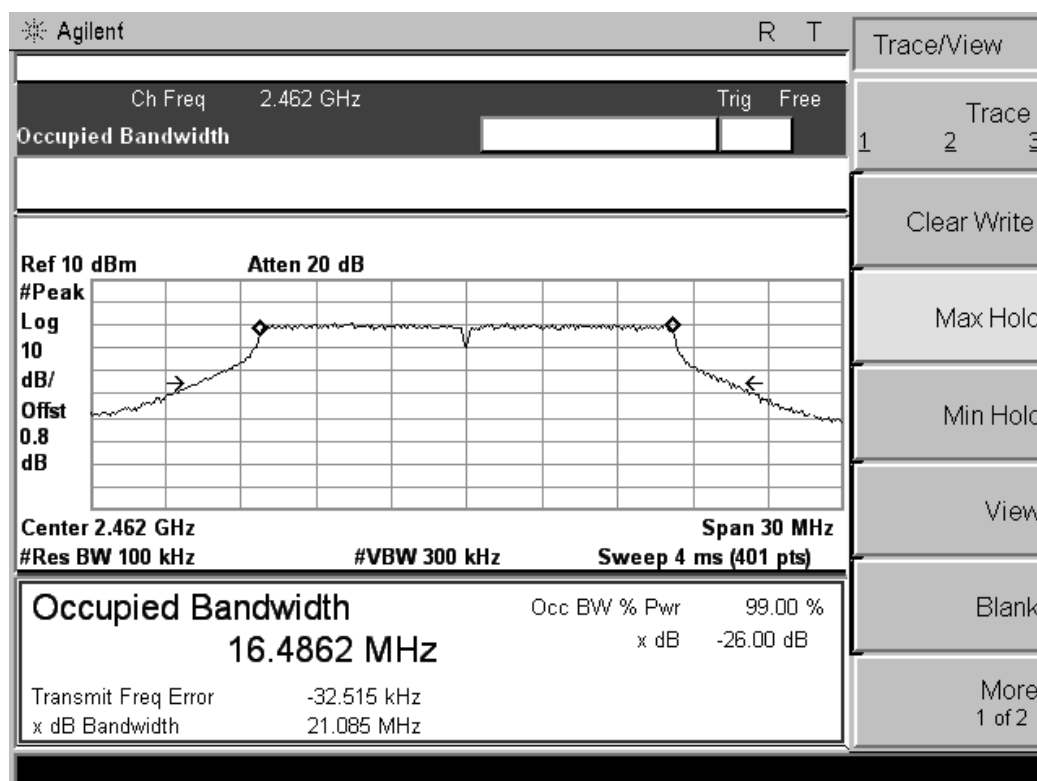 Agilent R T
Ch Freq 2.462 GHz Trig Free
Occupied Bandwidth
Ref 10 dBm Atten 20 dB
#Peak
Log
10
dB/
Offst
0.8
dB
Center 2.462 GHz Span 30 MHz
#Res BW 100 kHz #VBW 300 kHz Sweep 4 ms (401 pts)
Occupied Bandwidth Occ BW % Pwr 99.00 %
16.4862 MHz x dB -26.00 dB
Transmit Freq Error -32.515 kHz
x dB Bandwidth 21.085 MHz
Trace/View
Trace
1 2 3
Clear Write
Max Hold
Min Hold
View
Blank
More
1 of 2